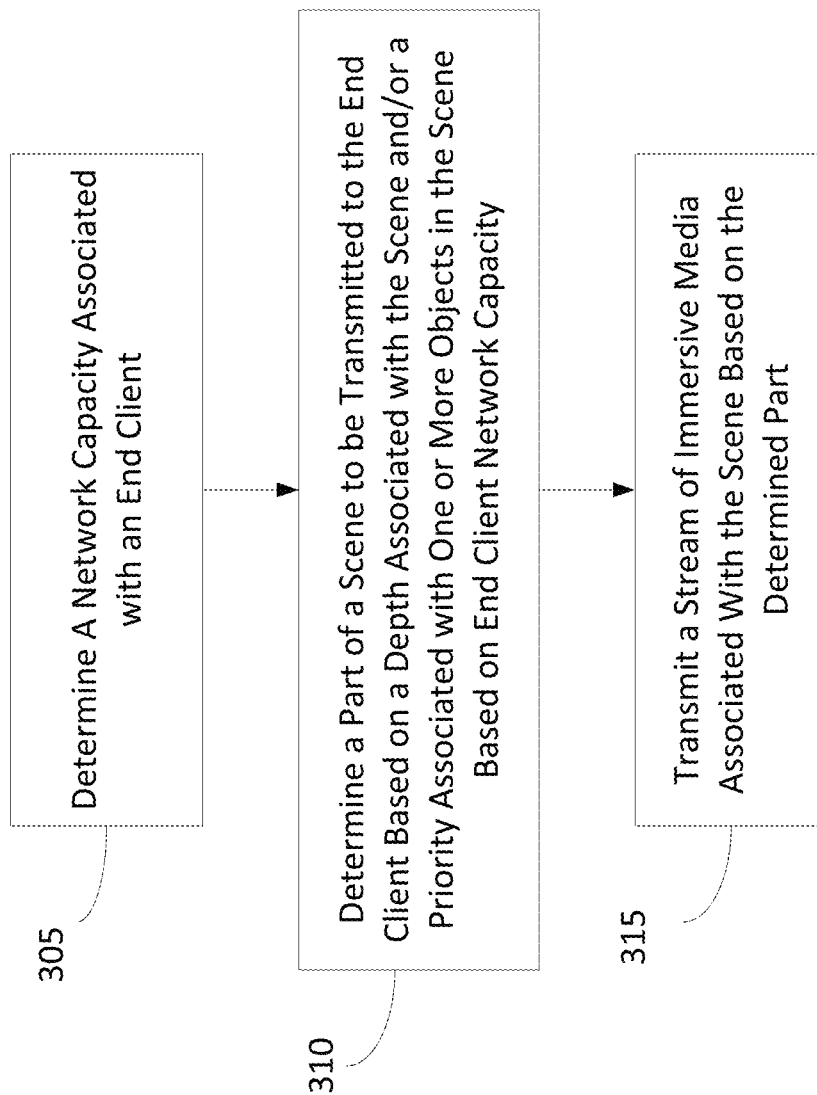 305
Determine A Network Capacity Associated
with an End Client
310
Determine a Part of a Scene to be Transmitted to the End
Client Based on a Depth Associated with the Scene and/or a
Priority Associated with One or More Objects in the Scene
Based on End Client Network Capacity
315
Transmit a Stream of Immersive Media
Associated With the Scene Based on the
Determined Part